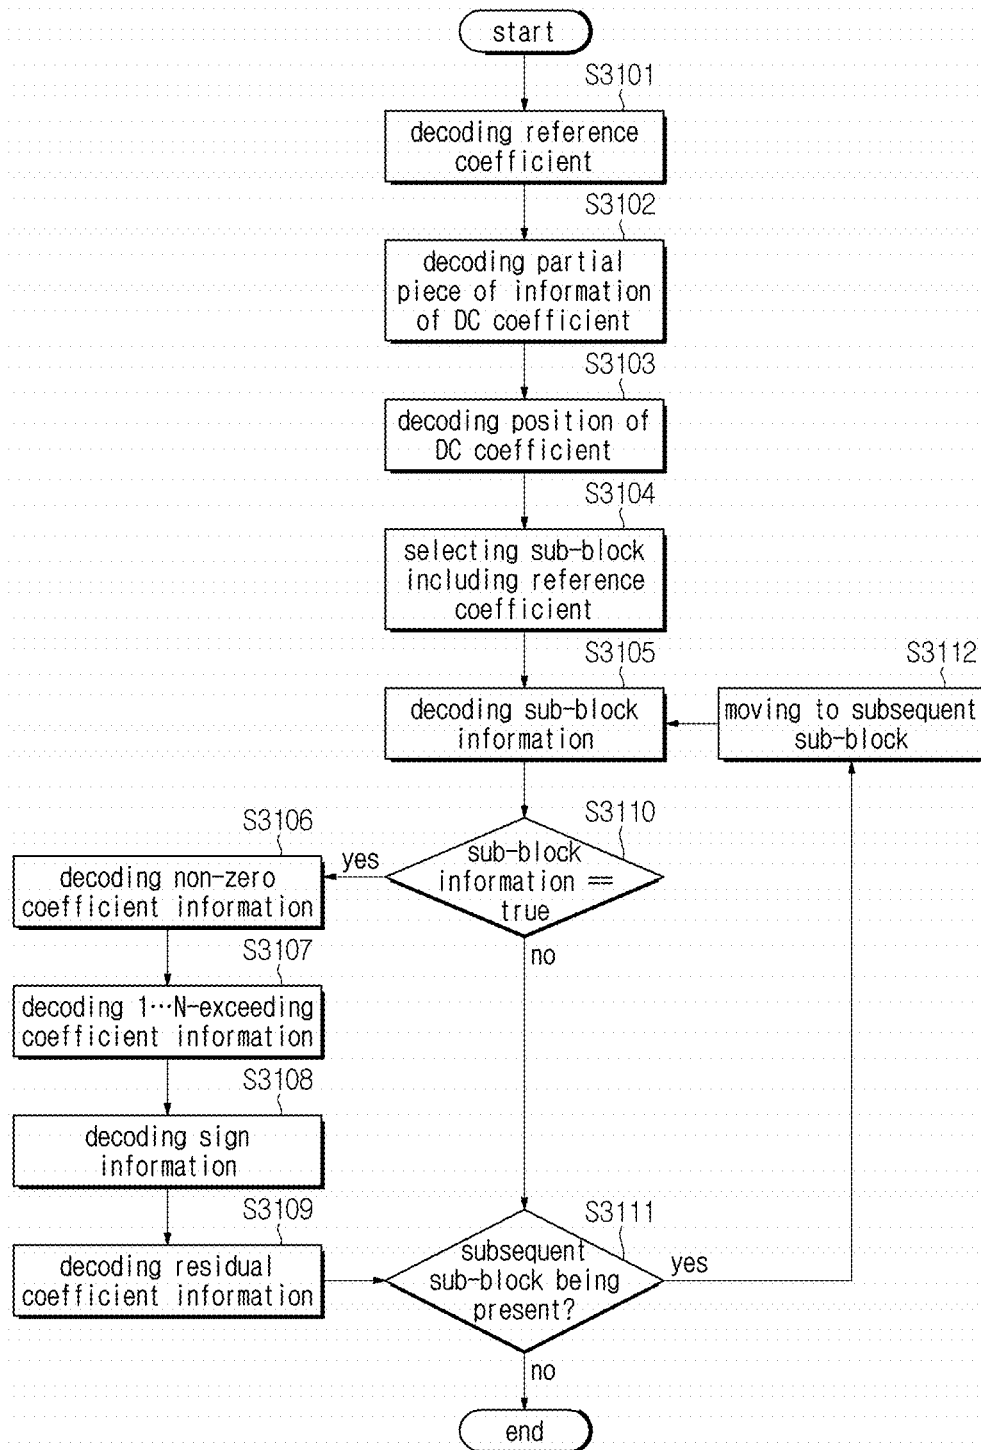 start
S3101
decoding reference
coefficient
S3102
decoding partial
piece of information
of DC coefficient
S3103
decoding position of
DC coefficient
S3104
selecting sub-block
including reference
coefficient
S3105
decoding sub-block
information
S3112
moving to subsequent
sub-block
S3110
sub-block
information ==
true
yes
no
S3106
decoding non-zero
coefficient information
S3107
decoding 1···N-exceeding
coefficient information
S3108
decoding sign
information
S3109
decoding residual
coefficient information
S3111
subsequent
sub-block being
present?
yes
no
end